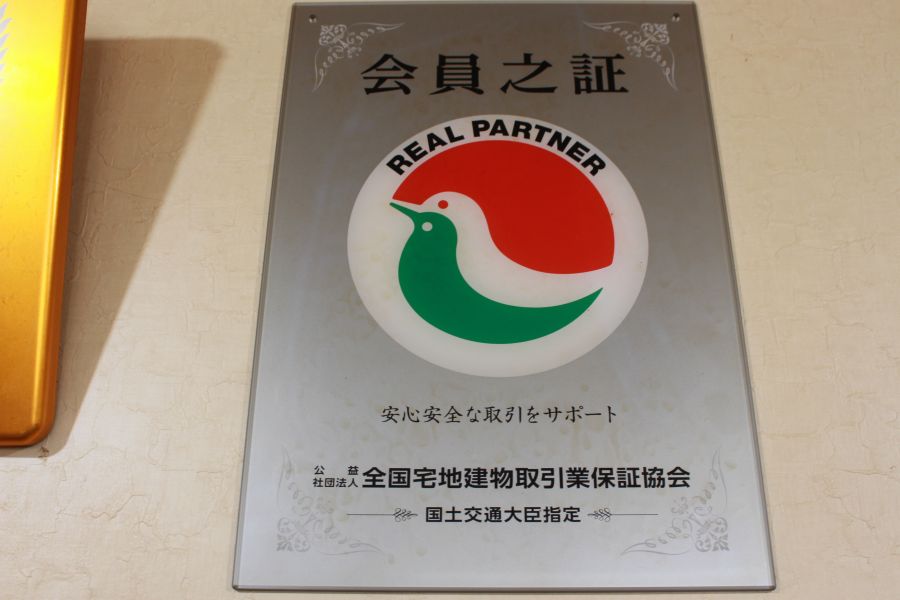 会員之証
REAL PARTNER
安心安全な取引をサポート
公益社団法人 全国宅地建物取引業保証協会
国土交通大臣指定